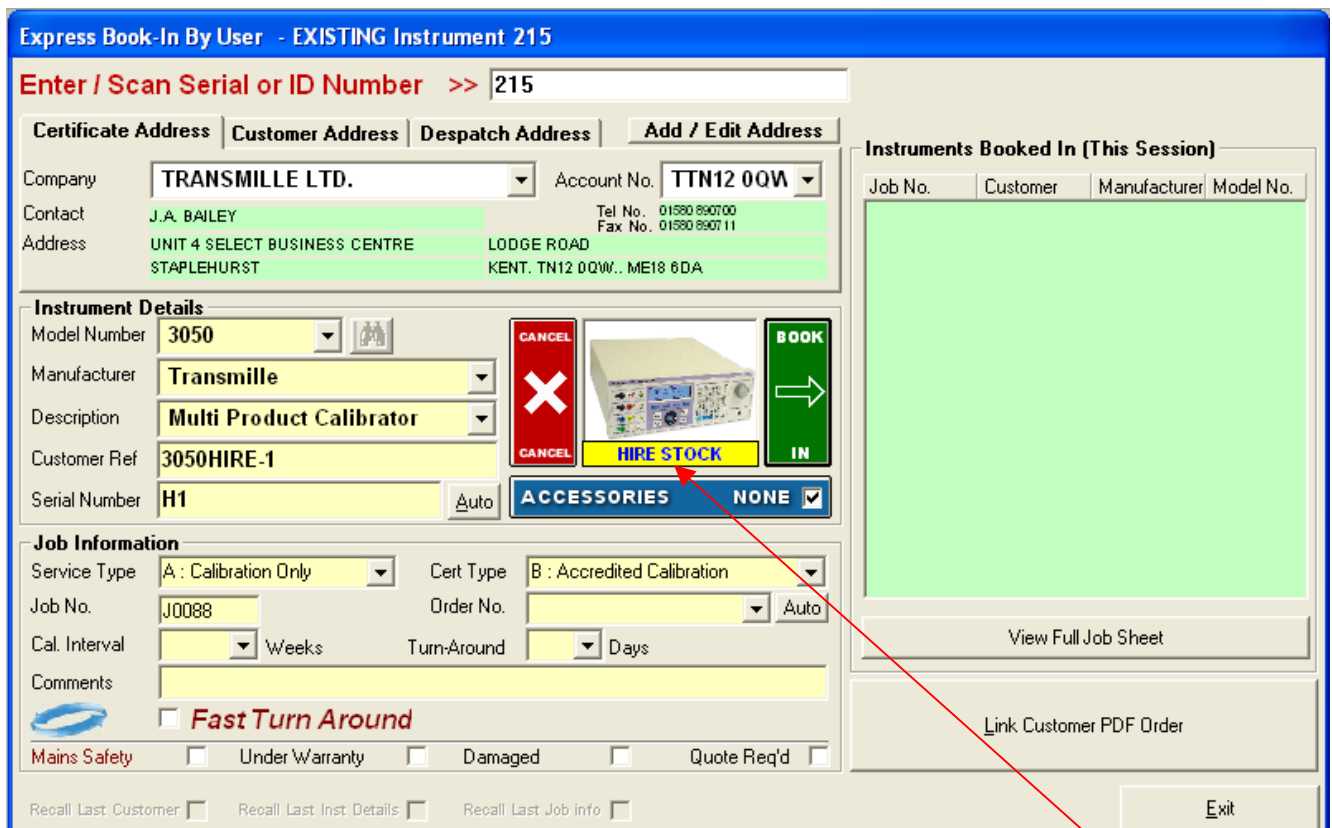 Express Book-In By User - EXISTING Instrument 215
Enter / Scan Serial or ID Number >> 215
Certificate Address Customer Address Despatch Address Add / Edit Address
Company TRANSMILLE LTD. Account No. TTN12 0QW
Contact J.A. BAILEY Tel No. 01580 890700
Fax No. 01580 890711
Address UNIT 4 SELECT BUSINESS CENTRE LODGE ROAD
STAPLEHURST KENT. TN12 0QW.. ME18 6DA
Instrument Details
Model Number 3050
Manufacturer Transmille
Description Multi Product Calibrator
Customer Ref 3050HIRE-1
Serial Number H1 Auto
CANCEL
CANCEL
HIRE STOCK
BOOK
IN
ACCESSORIES NONE
Job Information
Service Type A : Calibration Only Cert Type B : Accredited Calibration
Job No. J0088 Order No. Auto
Cal. Interval Weeks Turn-Around Days
Comments
Fast Turn Around
Mains Safety Under Warranty Damaged Quote Req'd
Recall Last Customer Recall Last Inst Details Recall Last Job info
Instruments Booked In (This Session)
Job No. Customer Manufacturer Model No.
View Full Job Sheet
Link Customer PDF Order
Exit